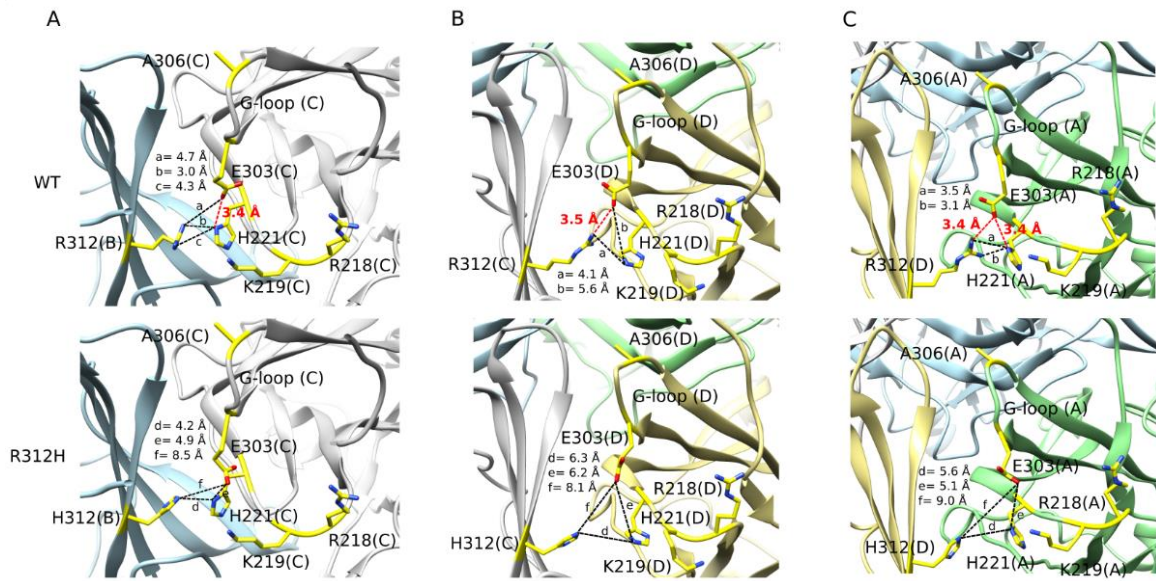 A
B
C
WT
A306(C)
G-loop (C)
a= 4.7 Å
b= 3.0 Å
c= 4.3 Å
E303(C)
a
3.4 Å
b
c
R312(B)
H221(C)
R218(C)
K219(C)
A306(D)
G-loop (D)
E303(D)
3.5 Å
R218(D)
b
a
H221(D)
R312(C)
a= 4.1 Å
b= 5.6 Å
K219(D)
A306(A)
G-loop (A)
R218(A)
a= 3.5 Å
b= 3.1 Å
E303(A)
3.4 Å
3.4 Å
a
b
R312(D)
H221(A)
K219(A)
R312H
A306(C)
G-loop (C)
d= 4.2 Å
e= 4.9 Å
f= 8.5 Å
E303(C)
f
e
d
H312(B)
H221(C)
R218(C)
K219(C)
A306(D)
G-loop (D)
E303(D)
d= 6.3 Å
e= 6.2 Å
f= 8.1 Å
R218(D)
f
e
H221(D)
d
H312(C)
K219(D)
A306(A)
G-loop (A)
d= 5.6 Å
e= 5.1 Å
f= 9.0 Å
E303(A)
R218(A)
f
e
d
H312(D)
H221(A)
K219(A)